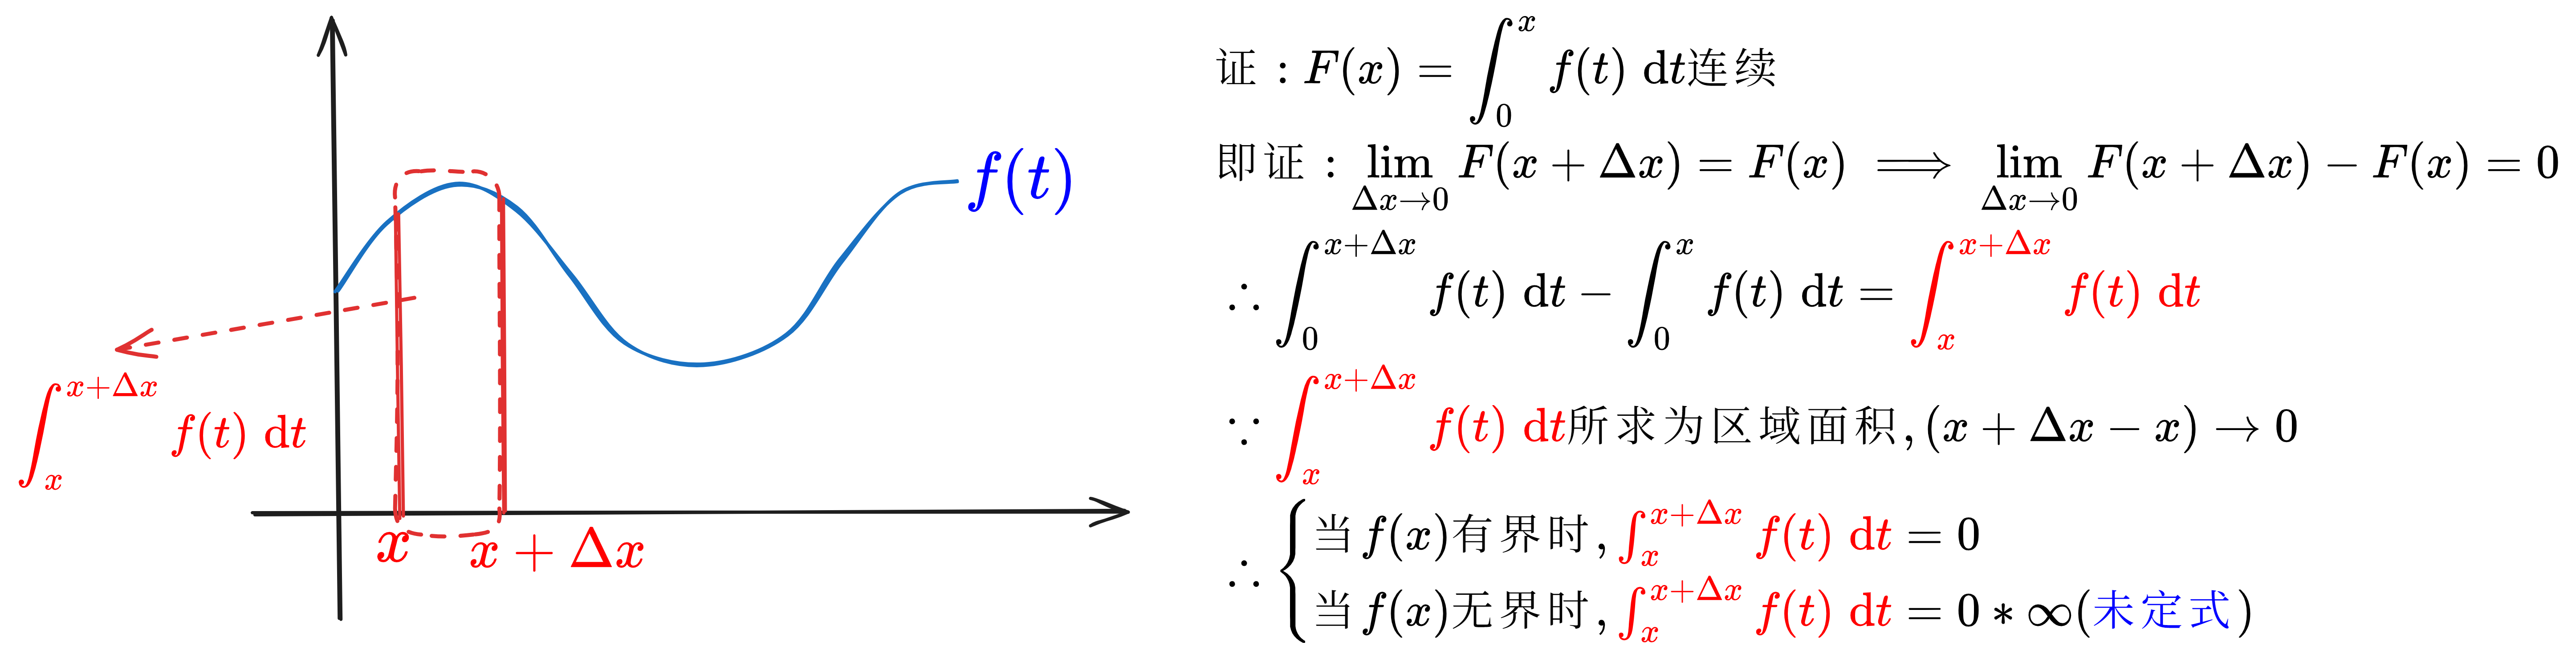 f(t)
∫_x^{x+Δx} f(t) dt
x
x + Δx
证：F(x) = ∫_0^x f(t) dt连续
即证：lim_{Δx→0} F(x + Δx) = F(x) ⟹ lim_{Δx→0} F(x + Δx) − F(x) = 0
∴ ∫_0^{x+Δx} f(t) dt − ∫_0^x f(t) dt = ∫_x^{x+Δx} f(t) dt
∵ ∫_x^{x+Δx} f(t) dt所求为区域面积, (x + Δx − x) → 0
∴ { 当f(x)有界时, ∫_x^{x+Δx} f(t) dt = 0
当f(x)无界时, ∫_x^{x+Δx} f(t) dt = 0 * ∞(未定式)